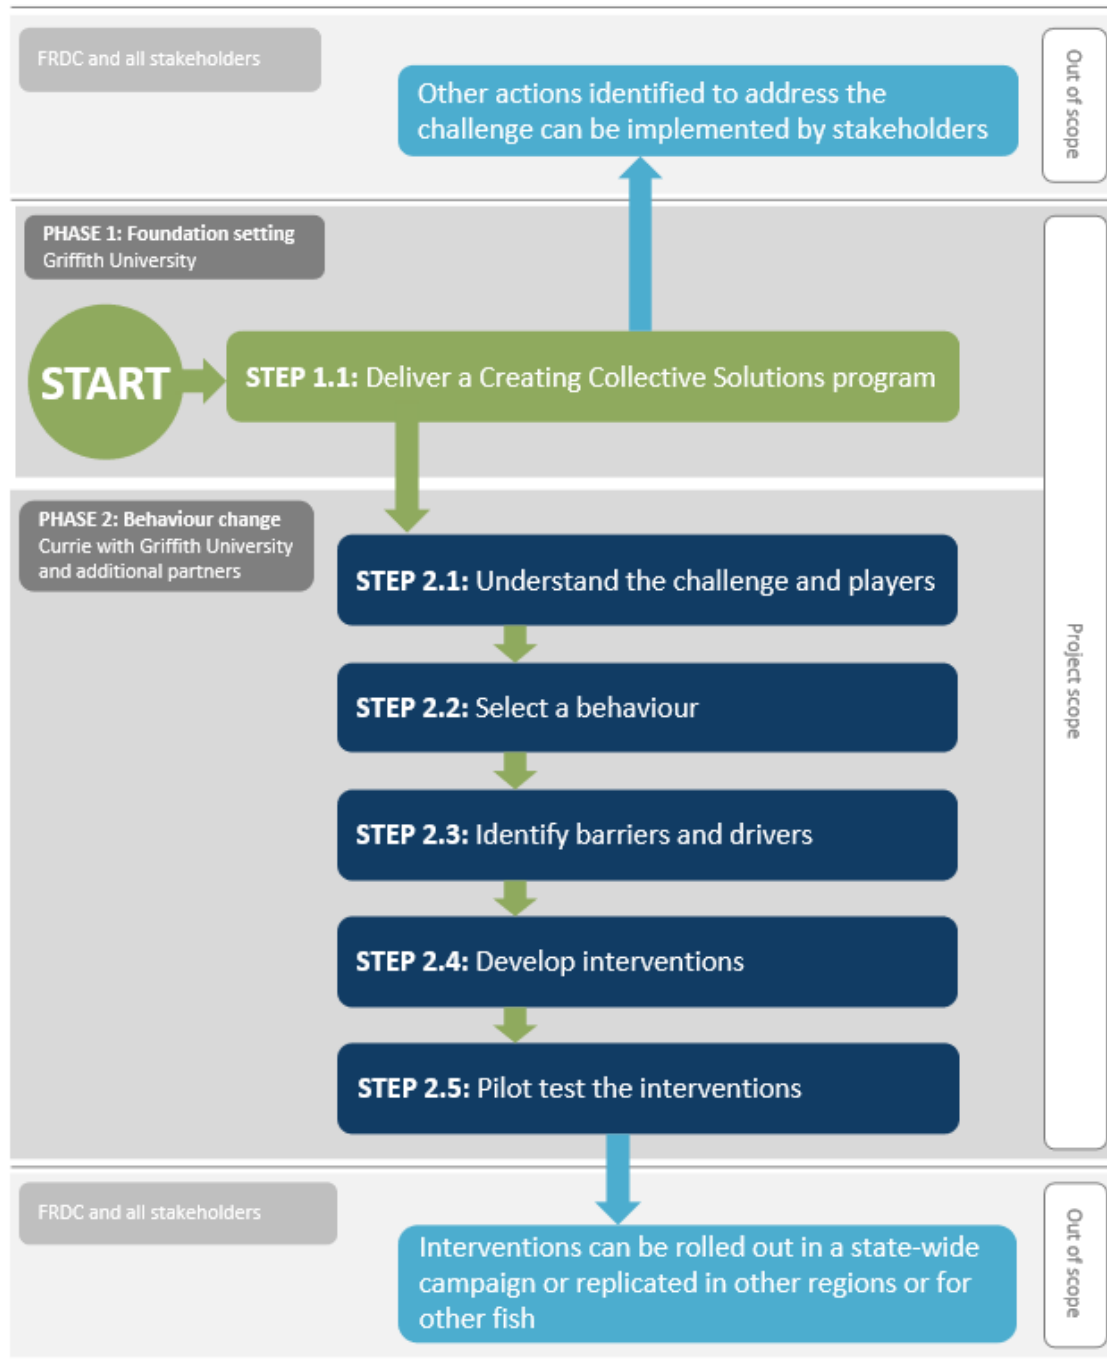 FRDC and all stakeholders
Out of scope
Other actions identified to address the
challenge can be implemented by stakeholders
PHASE 1: Foundation setting
Griffith University
Project scope
START
STEP 1.1: Deliver a Creating Collective Solutions program
PHASE 2: Behaviour change
Currie with Griffith University
and additional partners
STEP 2.1: Understand the challenge and players
STEP 2.2: Select a behaviour
STEP 2.3: Identify barriers and drivers
STEP 2.4: Develop interventions
STEP 2.5: Pilot test the interventions
FRDC and all stakeholders
Out of scope
Interventions can be rolled out in a state-wide
campaign or replicated in other regions or for
other fish